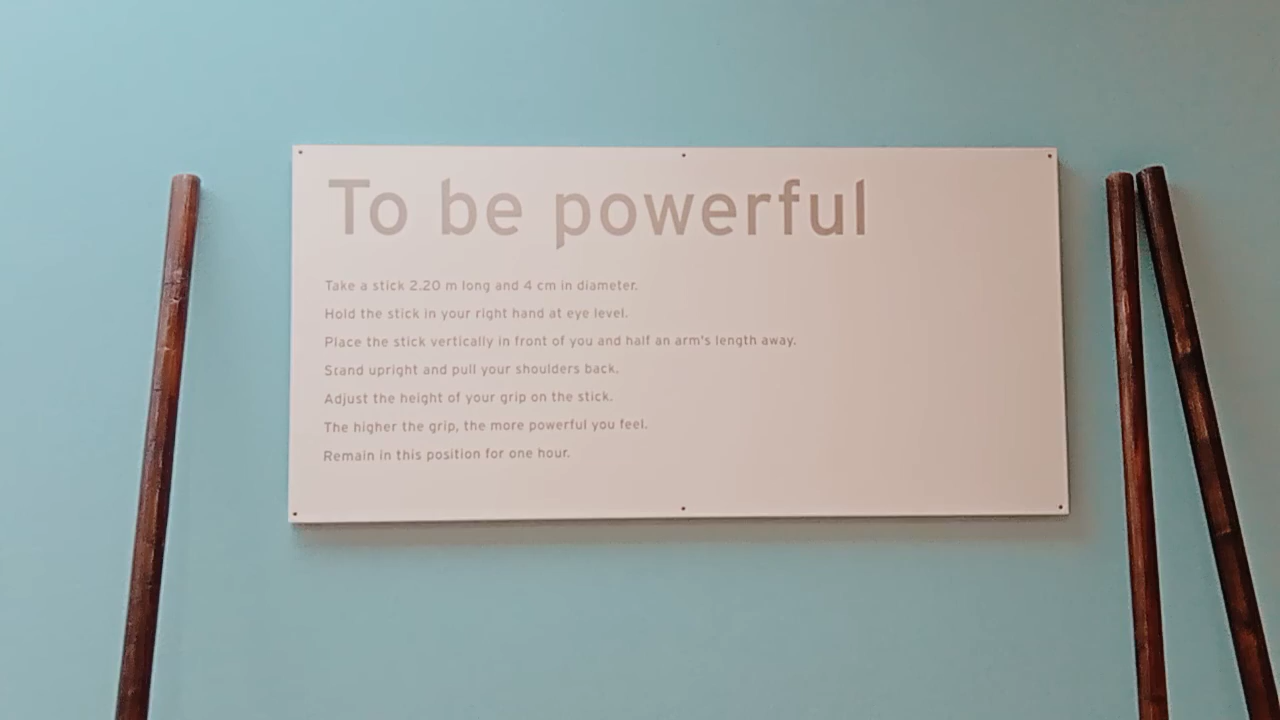 To be powerful
Take a stick 2.20 m long and 4 cm in diameter.
Hold the stick in your right hand at eye level.
Place the stick vertically in front of you and half an arm's length away.
Stand upright and pull your shoulders back.
Adjust the height of your grip on the stick.
The higher the grip, the more powerful you feel.
Remain in this position for one hour.